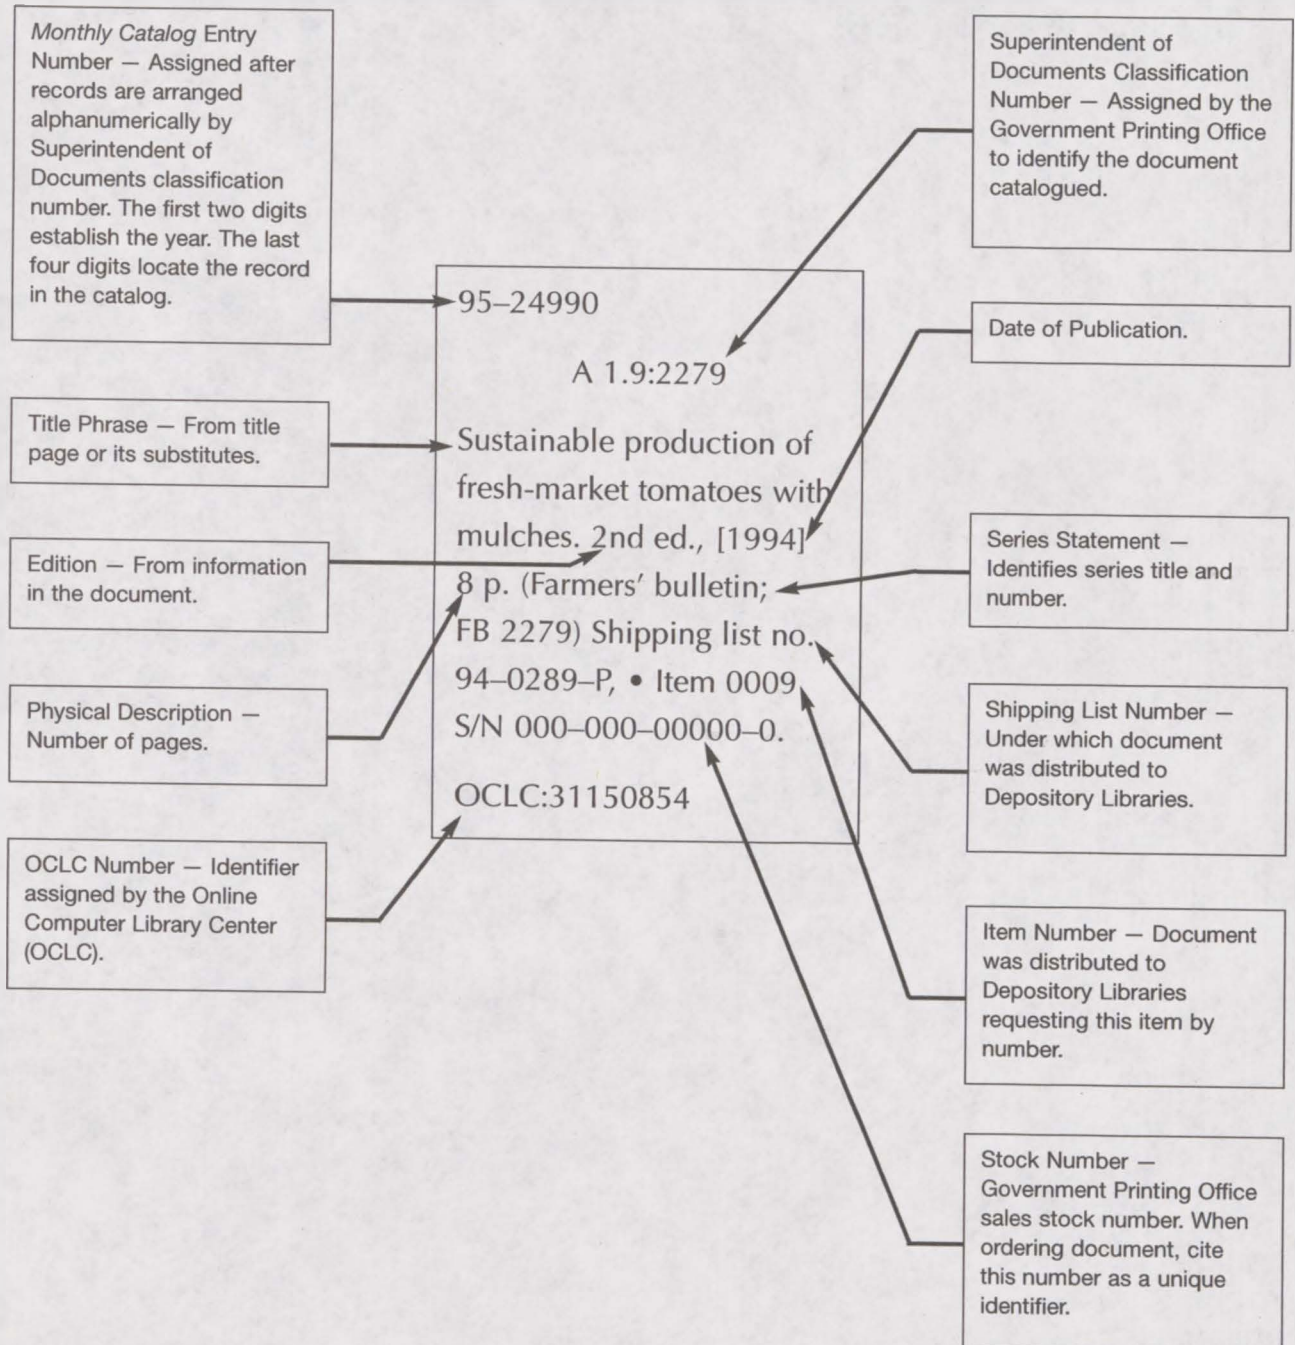 Monthly Catalog Entry
Number — Assigned after
records are arranged
alphanumerically by
Superintendent of
Documents classification
number. The first two digits
establish the year. The last
four digits locate the record
in the catalog.
Title Phrase — From title
page or its substitutes.
Edition — From information
in the document.
Physical Description —
Number of pages.
OCLC Number — Identifier
assigned by the Online
Computer Library Center
(OCLC).
95–24990
A 1.9:2279
Sustainable production of
fresh-market tomatoes with
mulches. 2nd ed., [1994]
8 p. (Farmers’ bulletin;
FB 2279) Shipping list no.
94–0289–P, • Item 0009
S/N 000–000–00000–0.
OCLC:31150854
Superintendent of
Documents Classification
Number — Assigned by the
Government Printing Office
to identify the document
catalogued.
Date of Publication.
Series Statement —
Identifies series title and
number.
Shipping List Number —
Under which document
was distributed to
Depository Libraries.
Item Number — Document
was distributed to
Depository Libraries
requesting this item by
number.
Stock Number —
Government Printing Office
sales stock number. When
ordering document, cite
this number as a unique
identifier.